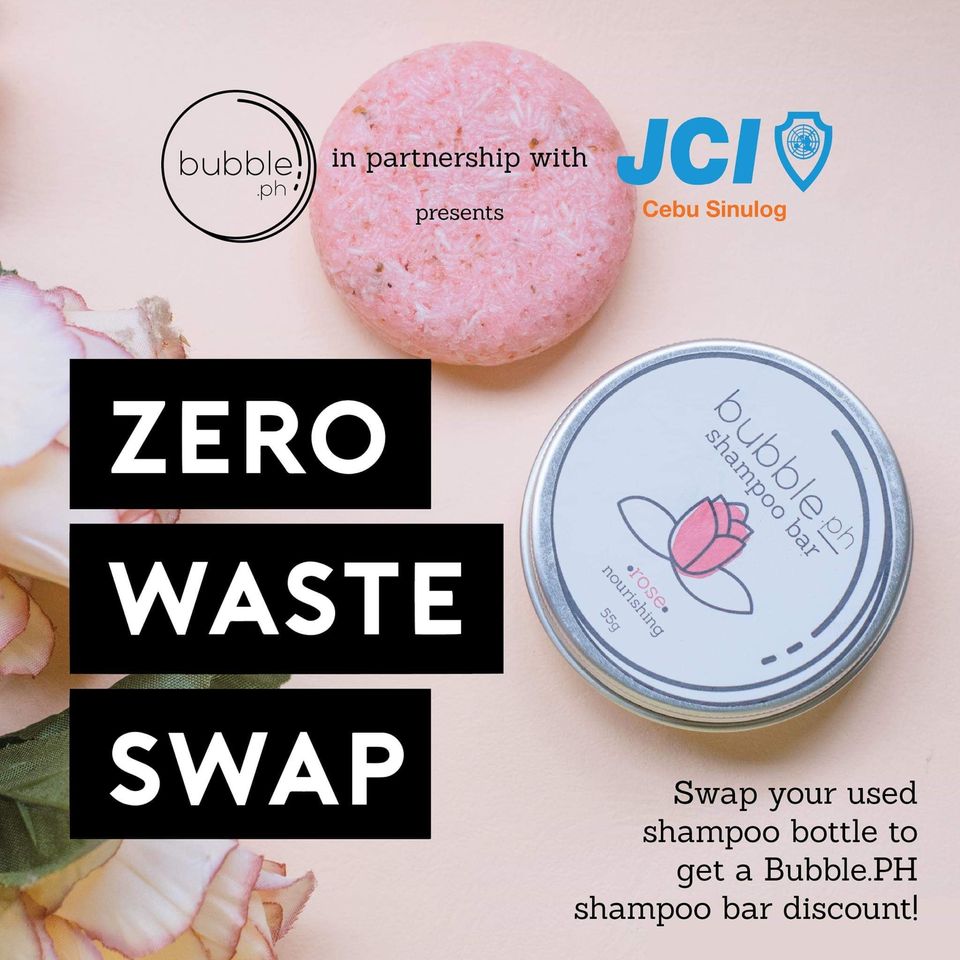 bubble
.ph
in partnership with
presents
JCI
Cebu Sinulog
ZERO
WASTE
SWAP
bubble.ph
shampoo bar
•rose•
nourishing
55g
Swap your used
shampoo bottle to
get a Bubble.PH
shampoo bar discount!